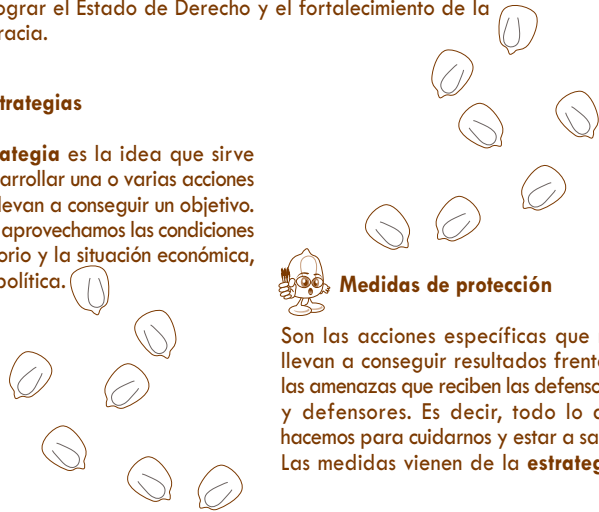 ograr el Estado de Derecho y el fortalecimiento de la
racia.
trategias
ategia es la idea que sirve
arrollar una o varias acciones
levan a conseguir un objetivo.
aprovechamos las condiciones
orio y la situación económica,
política.
Medidas de protección
Son las acciones específicas que
llevan a conseguir resultados frent
las amenazas que reciben las defenso
y defensores. Es decir, todo lo
hacemos para cuidarnos y estar a sa
Las medidas vienen de la estrateg